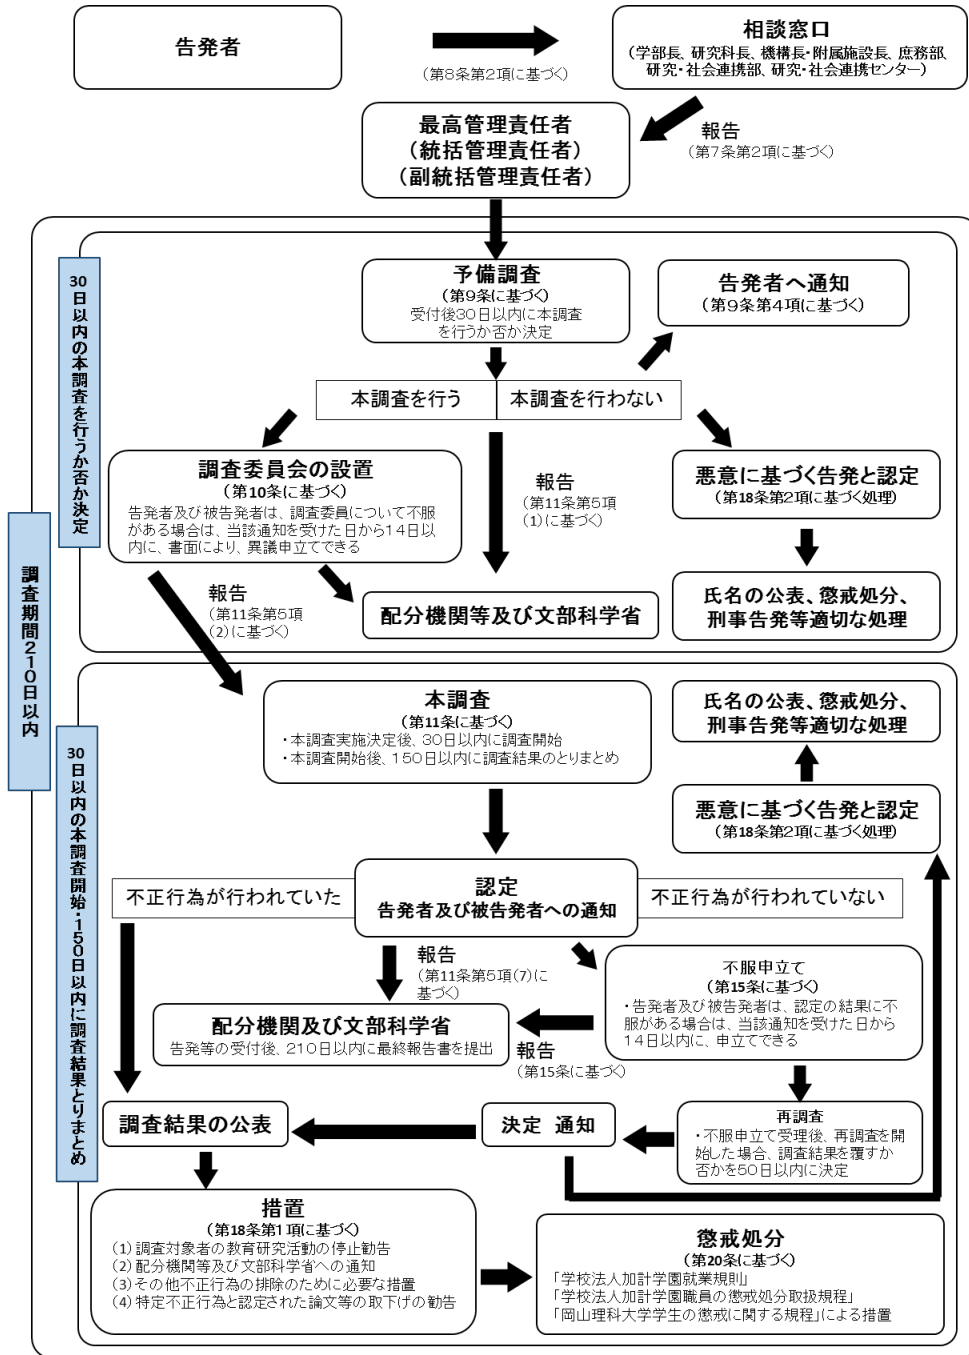 告発者
(第8条第2項に基づく)
相談窓口
(学部長、研究科長、機構長・附属施設長、庶務部、
研究・社会連携部、研究・社会連携センター)
報告
(第7条第2項に基づく)
最高管理責任者
(統括管理責任者)
(副統括管理責任者)
調査期間210日以内
30日以内の本調査を行うか否か決定
予備調査
(第9条に基づく)
受付後30日以内に本調査
を行うか否か決定
告発者へ通知
(第9条第4項に基づく)
本調査を行う
本調査を行わない
調査委員会の設置
(第10条に基づく)
告発者及び被告発者は、調査委員について不服
がある場合は、当該通知を受けた日から14日以
内に、書面により、異議申立てできる
報告
(第11条第5項
(1)に基づく)
悪意に基づく告発と認定
(第18条第2項に基づく処理)
報告
(第11条第5項
(2)に基づく)
配分機関等及び文部科学省
氏名の公表、懲戒処分、
刑事告発等適切な処理
30日以内の本調査開始・150日以内に調査結果とりまとめ
本調査
(第11条に基づく)
・本調査実施決定後、30日以内に調査開始
・本調査開始後、150日以内に調査結果のとりまとめ
氏名の公表、懲戒処分、
刑事告発等適切な処理
悪意に基づく告発と認定
(第18条第2項に基づく処理)
不正行為が行われていた
認定
告発者及び被告発者への通知
不正行為が行われていない
報告
(第11条第5項(7)に
基づく)
不服申立て
(第15条に基づく)
・告発者及び被告発者は、認定の結果に不
服がある場合は、当該通知を受けた日から
14日以内に、申立てできる
配分機関及び文部科学省
告発等の受付後、210日以内に最終報告書を提出
報告
(第15条に基づく)
調査結果の公表
決定 通知
再調査
・不服申立て受理後、再調査を開
始した場合、調査結果を覆すか
否かを50日以内に決定
措置
(第18条第1項に基づく)
(1)調査対象者の教育研究活動の停止勧告
(2)配分機関等及び文部科学省への通知
(3)その他不正行為の排除のために必要な措置
(4)特定不正行為と認定された論文等の取下げの勧告
懲戒処分
(第20条に基づく)
「学校法人加計学園就業規則」
「学校法人加計学園職員の懲戒処分取扱規程」
「岡山理科大学学生の懲戒に関する規程」による措置